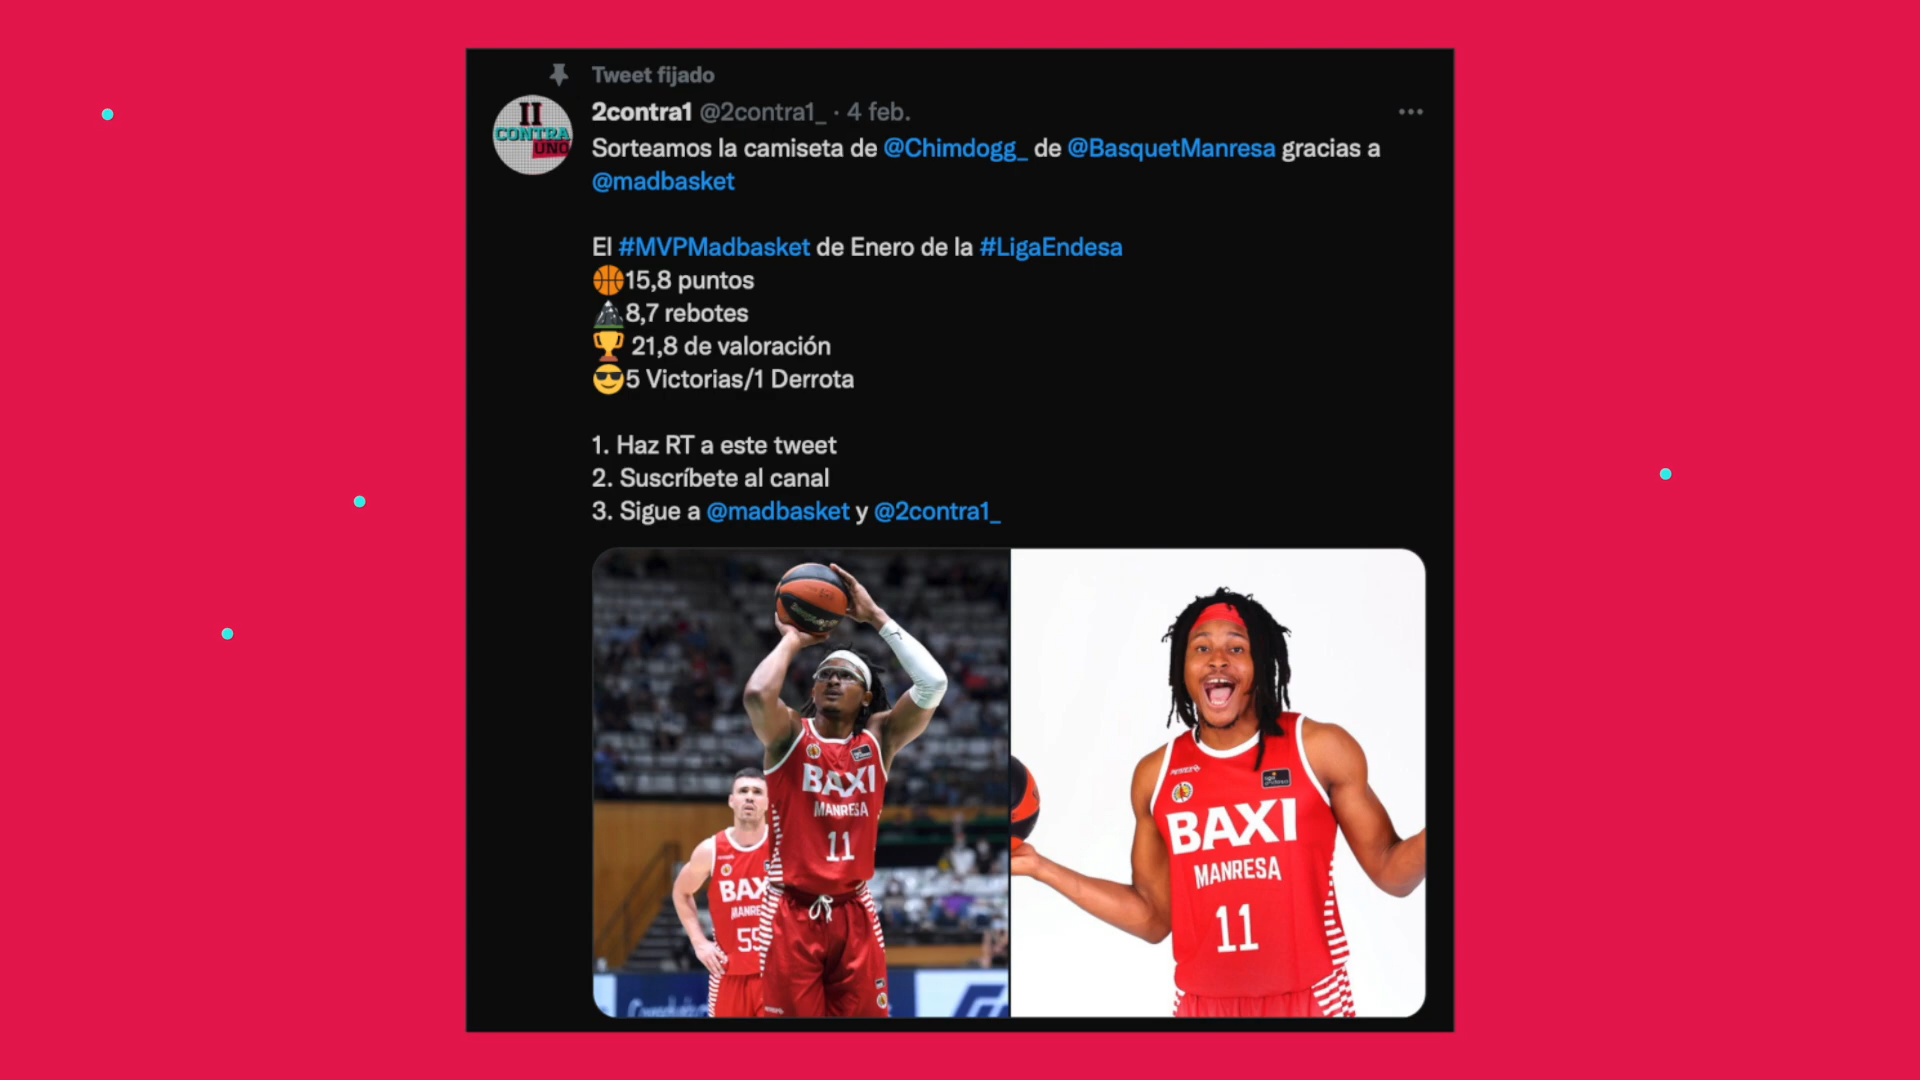 Tweet fijado
2contra1 @2contra1_ · 4 feb.
II
CONTRA
UNO
Sorteamos la camiseta de @Chimdogg_ de @BasquetManresa gracias a
@madbasket
El #MVPMadbasket de Enero de la #LigaEndesa
🏀15,8 puntos
⛰️8,7 rebotes
🏆 21,8 de valoración
😎5 Victorias/1 Derrota
1. Haz RT a este tweet
2. Suscríbete al canal
3. Sigue a @madbasket y @2contra1_
BAXI
MANRESA
11
BAX
MANRE
55
BAXI
MANRESA
11